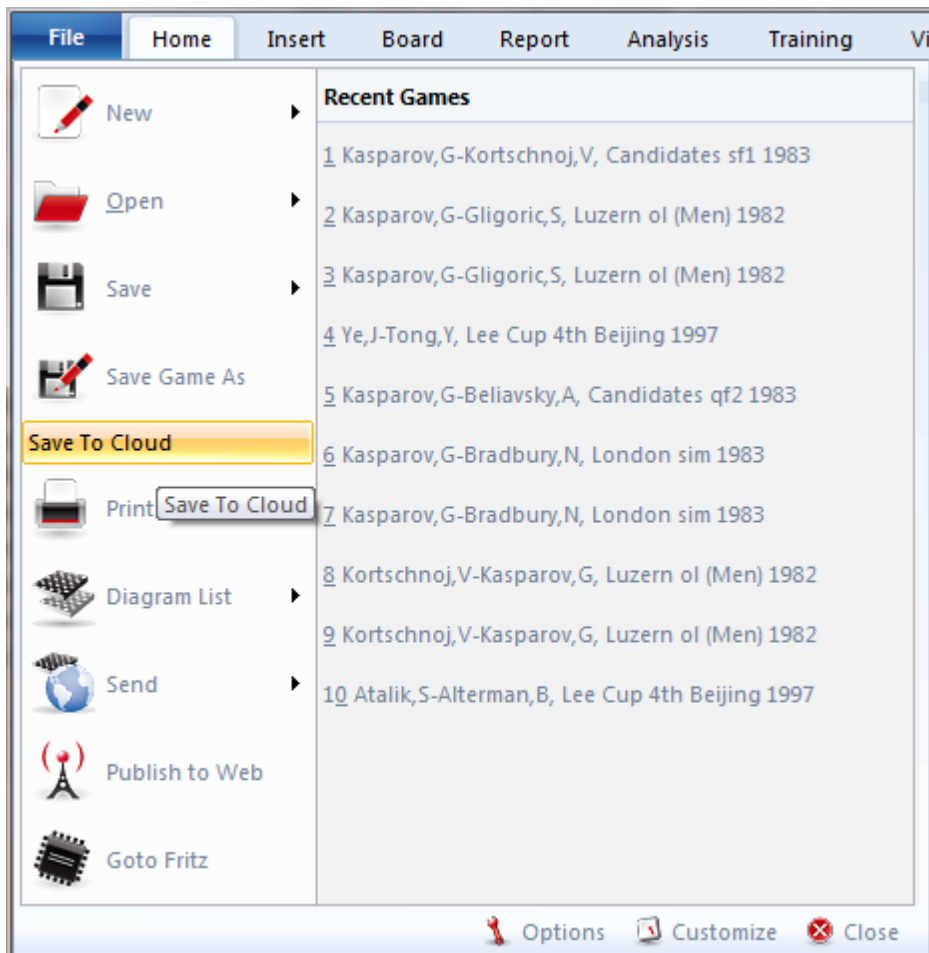 File Home Insert Board Report Analysis Training
New
Open
Save
Save Game As
Save To Cloud
Print
Save To Cloud
Diagram List
Send
Publish to Web
Goto Fritz
Recent Games
1 Kasparov,G-Kortschnoj,V, Candidates sf1 1983
2 Kasparov,G-Gligoric,S, Luzern ol (Men) 1982
3 Kasparov,G-Gligoric,S, Luzern ol (Men) 1982
4 Ye,J-Tong,Y, Lee Cup 4th Beijing 1997
5 Kasparov,G-Beliavsky,A, Candidates qf2 1983
6 Kasparov,G-Bradbury,N, London sim 1983
7 Kasparov,G-Bradbury,N, London sim 1983
8 Kortschnoj,V-Kasparov,G, Luzern ol (Men) 1982
9 Kortschnoj,V-Kasparov,G, Luzern ol (Men) 1982
10 Atalik,S-Alterman,B, Lee Cup 4th Beijing 1997
Options Customize Close